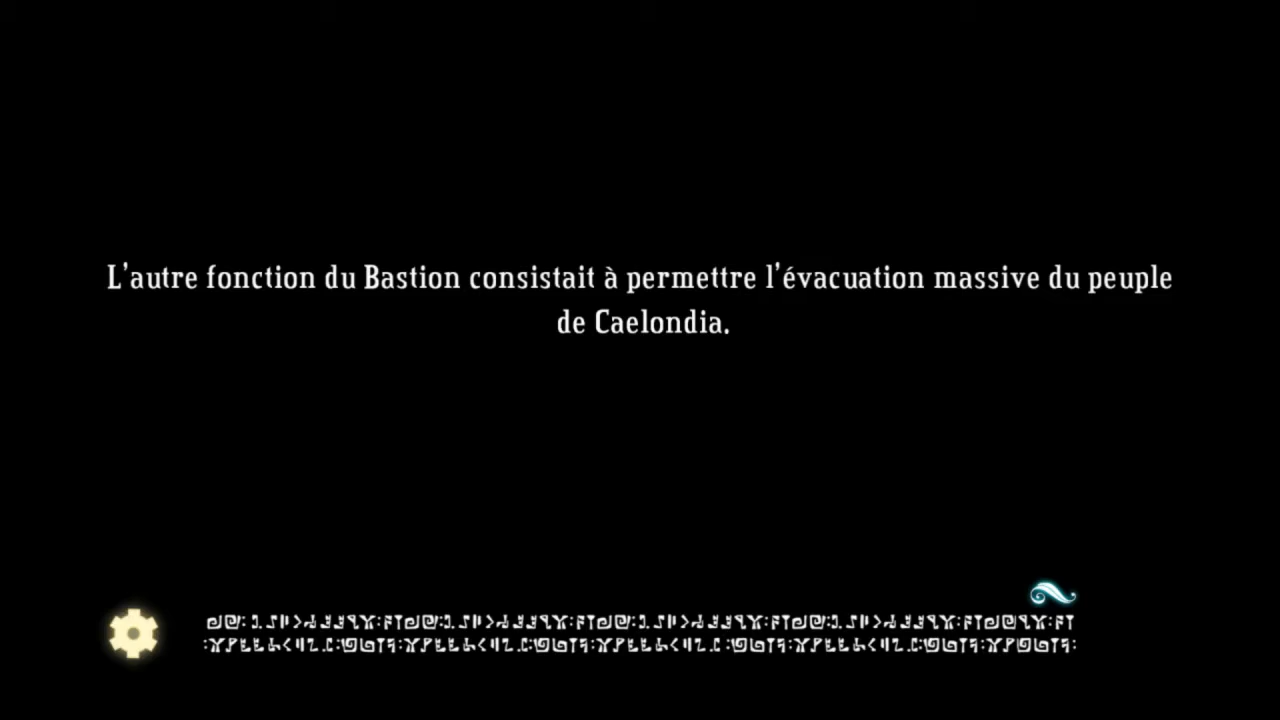 L'autre fonction du Bastion consistait à permettre l'évacuation massive du peuple
de Caelondia.